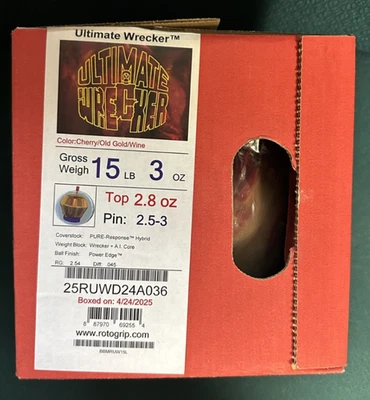 Ultimate Wrecker™
ULTIMATE
WRECKER
Color:Cherry/Old Gold/Wine
Gross
Weigh 15 LB 3 OZ
Top 2.8 oz
Pin: 2.5-3
Coverstock: PURE-Response™ Hybrid
Weight Block: Wrecker + A.I. Core
Ball Finish: Power Edge™
RG: 2.54 Diff: .045
25RUWD24A036
Boxed on: 4/24/2025
8 87970 69255 4
www.rotogrip.com
BBMRUW15L